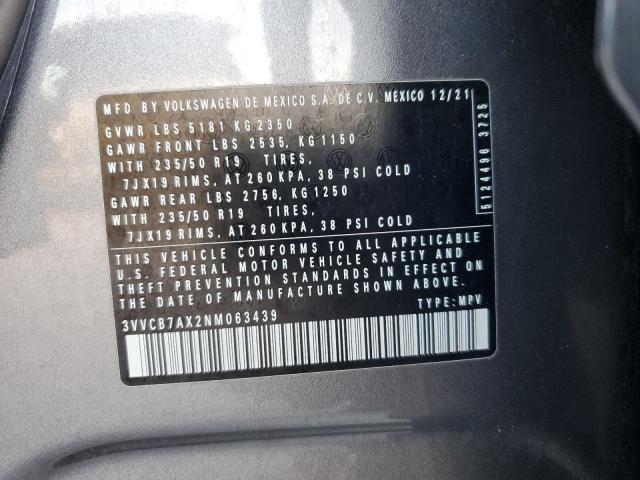 MFD BY VOLKSWAGEN DE MEXICO S.A. DE C.V. MEXICO 12/21
GVWR LBS 5181 KG 2350
GAWR FRONT LBS 2535, KG 1150
WITH 235/50 R19 TIRES,
7JX19 RIMS, AT 260 KPA, 38 PSI COLD
GAWR REAR LBS 2756, KG 1250
WITH 235/50 R19 TIRES,
7JX19 RIMS, AT 260 KPA, 38 PSI COLD
THIS VEHICLE CONFORMS TO ALL APPLICABLE
U.S. FEDERAL MOTOR VEHICLE SAFETY AND
THEFT PREVENTION STANDARDS IN EFFECT ON
THE DATE OF MANUFACTURE SHOWN ABOVE.
3VVCB7AX2NM063439 TYPE: MPV
5124496 3725